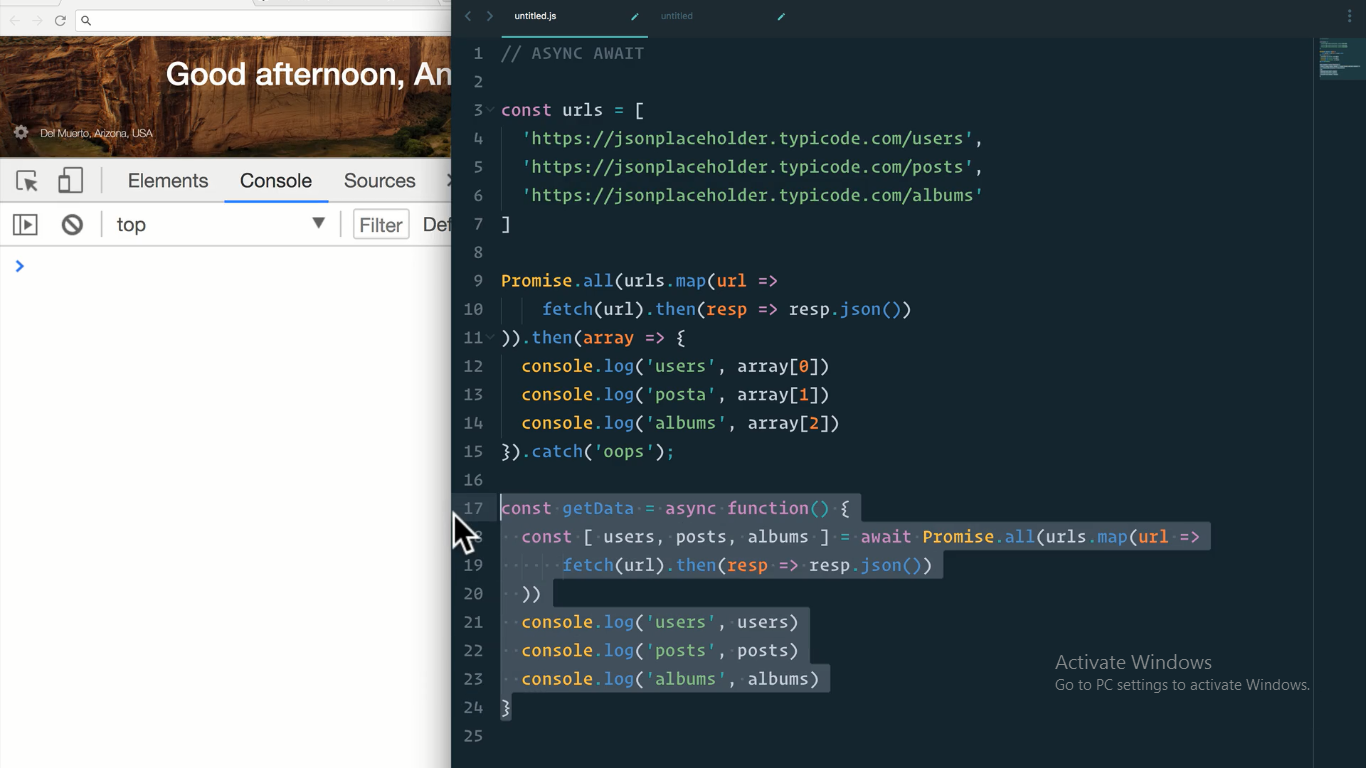 Good afternoon, An
Del Muerto, Arizona, USA
Elements Console Sources
top Filter Def
untitled.js untitled
1 // ASYNC AWAIT
2
3 const urls = [
4 'https://jsonplaceholder.typicode.com/users',
5 'https://jsonplaceholder.typicode.com/posts',
6 'https://jsonplaceholder.typicode.com/albums'
7 ]
8
9 Promise.all(urls.map(url =>
10 fetch(url).then(resp => resp.json())
11 )).then(array => {
12 console.log('users', array[0])
13 console.log('posta', array[1])
14 console.log('albums', array[2])
15 }).catch('oops');
16
17 const getData = async function() {
8 const [ users, posts, albums ] = await Promise.all(urls.map(url =>
19 fetch(url).then(resp => resp.json())
20 ))
21 console.log('users', users)
22 console.log('posts', posts)
23 console.log('albums', albums)
24 }
25
Activate Windows
Go to PC settings to activate Windows.